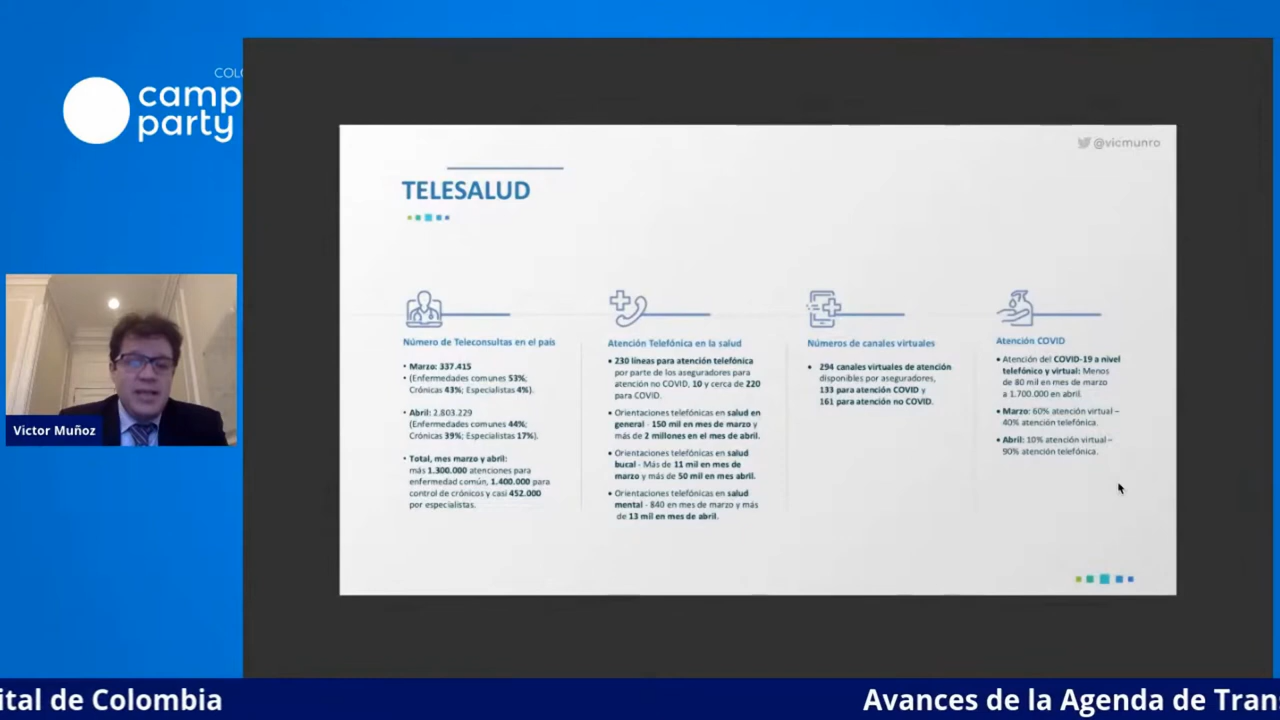 COLO
camp
party
@vicmunro
TELESALUD
Número de Teleconsultas en el país
• Marzo: 337.415
• (Enfermedades comunes 53%;
Crónicas 43%; Especialistas 4%).
• Abril: 2.803.229
(Enfermedades comunes 44%;
Crónicas 39%; Especialistas 17%).
• Total, mes marzo y abril:
más 1.300.000 atenciones para
enfermedad común, 1.400.000 para
control de crónicos y casi 452.000
por especialistas.
Atención Telefónica en la salud
• 230 líneas para atención telefónica
por parte de los aseguradores para
atención no COVID, 10 y cerca de 220
para COVID.
• Orientaciones telefónicas en salud en
general - 150 mil en mes de marzo y
más de 2 millones en el mes de abril.
• Orientaciones telefónicas en salud
bucal - Más de 11 mil en mes de
marzo y más de 50 mil en mes abril.
• Orientaciones telefónicas en salud
mental - 840 en mes de marzo y más
de 13 mil en mes de abril.
Números de canales virtuales
• 294 canales virtuales de atención
disponibles por aseguradores,
133 para atención COVID y
161 para atención no COVID.
Atención COVID
• Atención del COVID-19 a nivel
telefónico y virtual: Menos
de 80 mil en mes de marzo
a 1.700.000 en abril.
• Marzo: 60% atención virtual –
40% atención telefónica.
• Abril: 10% atención virtual –
90% atención telefónica.
Victor Muñoz
ital de Colombia
Avances de la Agenda de Trans